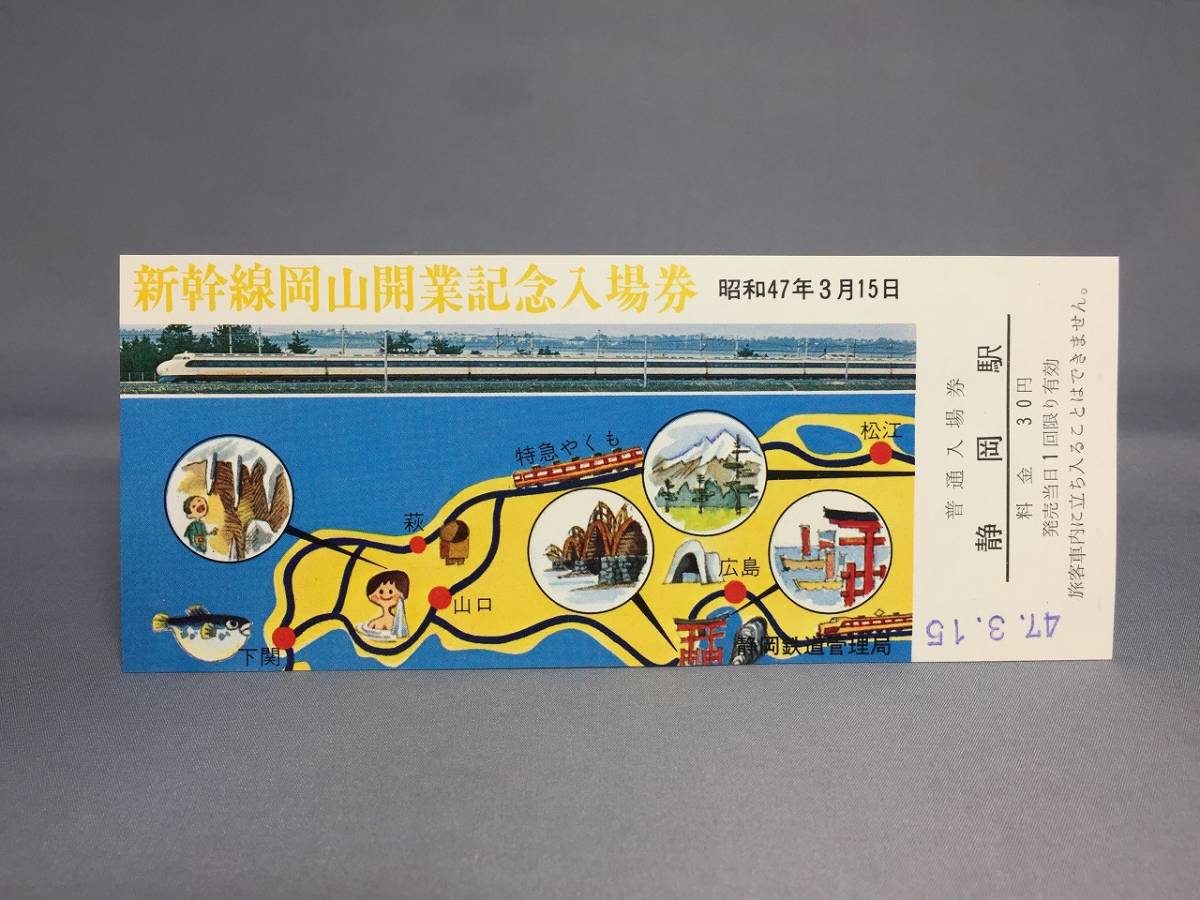 新幹線岡山開業記念入場券
昭和47年3月15日
特急やくも
松江
萩
広島
山口
下関
静岡鉄道管理局
普通入場券
静岡駅
料金 30円
発売当日1回限り有効
旅客車内に立ち入ることはできません。
47.3.15